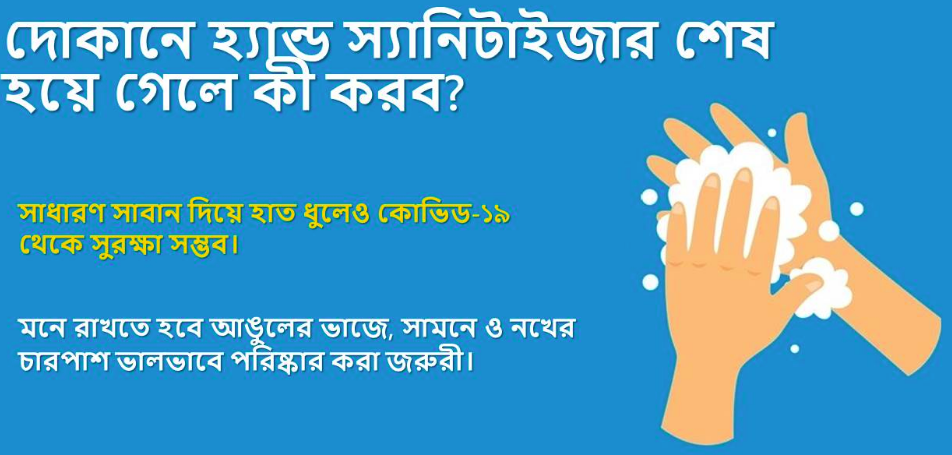 দোকানে হ্যান্ড স্যানিটাইজার শেষ
হয়ে গেলে কী করব?
সাধারণ সাবান দিয়ে হাত ধুলেও কোভিড-১৯
থেকে সুরক্ষা সম্ভব।
মনে রাখতে হবে আঙুলের ভাজে, সামনে ও নখের
চারপাশ ভালভাবে পরিষ্কার করা জরুরী।